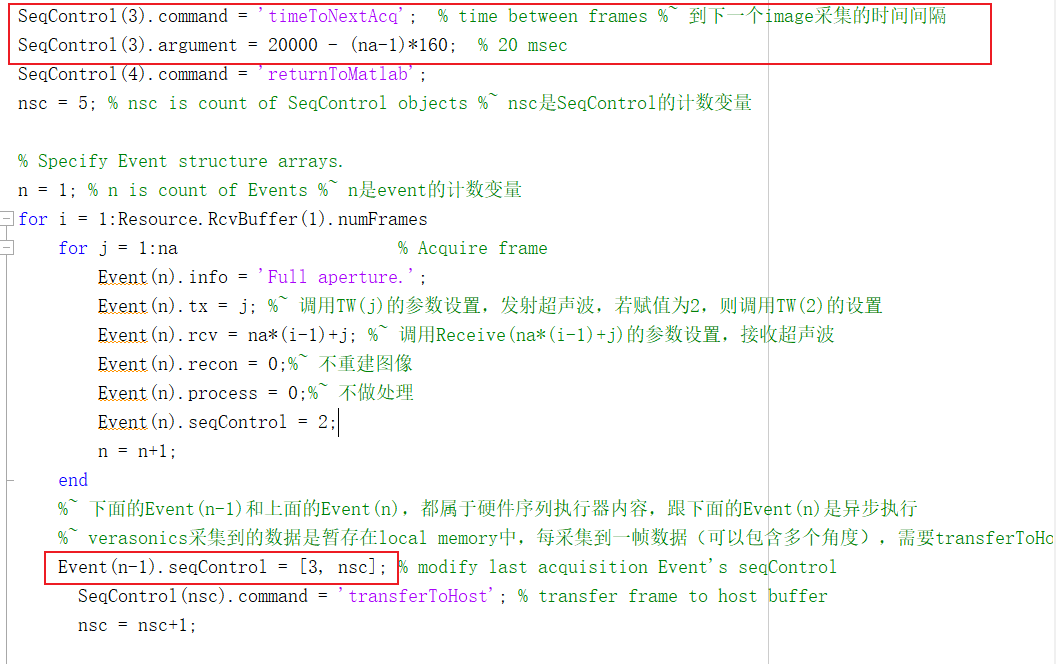 SeqControl(3).command = 'timeToNextAcq';  % time between frames %~ 到下一个image采集的时间间隔
SeqControl(3).argument = 20000 - (na-1)*160;  % 20 msec
SeqControl(4).command = 'returnToMatlab';
nsc = 5; % nsc is count of SeqControl objects %~ nsc是SeqControl的计数变量
% Specify Event structure arrays.
n = 1; % n is count of Events %~ n是event的计数变量
for i = 1:Resource.RcvBuffer(1).numFrames
for j = 1:na                      % Acquire frame
Event(n).info = 'Full aperture.';
Event(n).tx = j; %~ 调用TW(j)的参数设置，发射超声波，若赋值为2，则调用TW(2)的设置
Event(n).rcv = na*(i-1)+j; %~ 调用Receive(na*(i-1)+j)的参数设置，接收超声波
Event(n).recon = 0;%~ 不重建图像
Event(n).process = 0;%~ 不做处理
Event(n).seqControl = 2;
n = n+1;
end
%~ 下面的Event(n-1)和上面的Event(n)，都属于硬件序列执行器内容，跟下面的Event(n)是异步执行
%~ verasonics采集到的数据是暂存在local memory中，每采集到一帧数据（可以包含多个角度），需要transferToHo
Event(n-1).seqControl = [3, nsc]; % modify last acquisition Event's seqControl
SeqControl(nsc).command = 'transferToHost'; % transfer frame to host buffer
nsc = nsc+1;